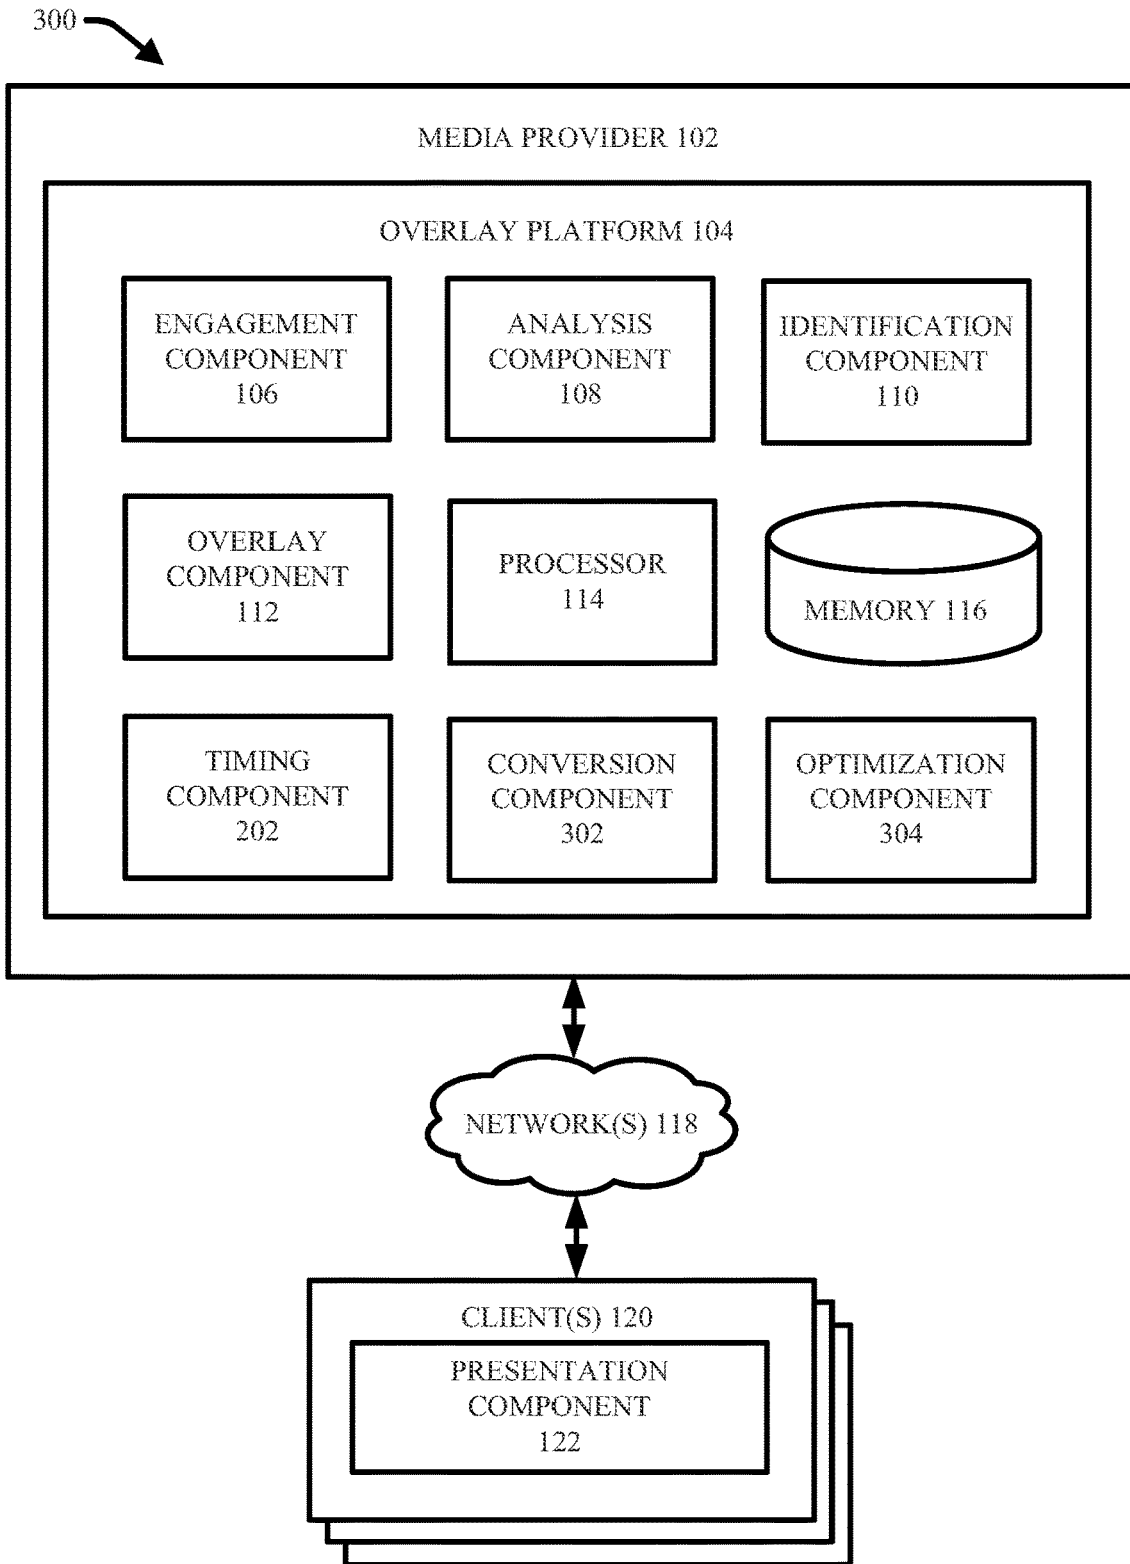 300
MEDIA PROVIDER 102
OVERLAY PLATFORM 104
ENGAGEMENT
COMPONENT
106
ANALYSIS
COMPONENT
108
IDENTIFICATION
COMPONENT
110
OVERLAY
COMPONENT
112
PROCESSOR
114
MEMORY 116
TIMING
COMPONENT
202
CONVERSION
COMPONENT
302
OPTIMIZATION
COMPONENT
304
NETWORK(S) 118
CLIENT(S) 120
PRESENTATION
COMPONENT
122